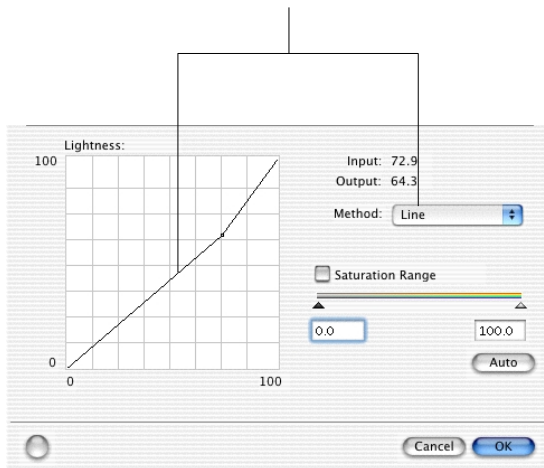 Lightness:
100
0
0
100
Input: 72.9
Output: 64.3
Method: Line
Saturation Range
0.0
100.0
Auto
Cancel
OK